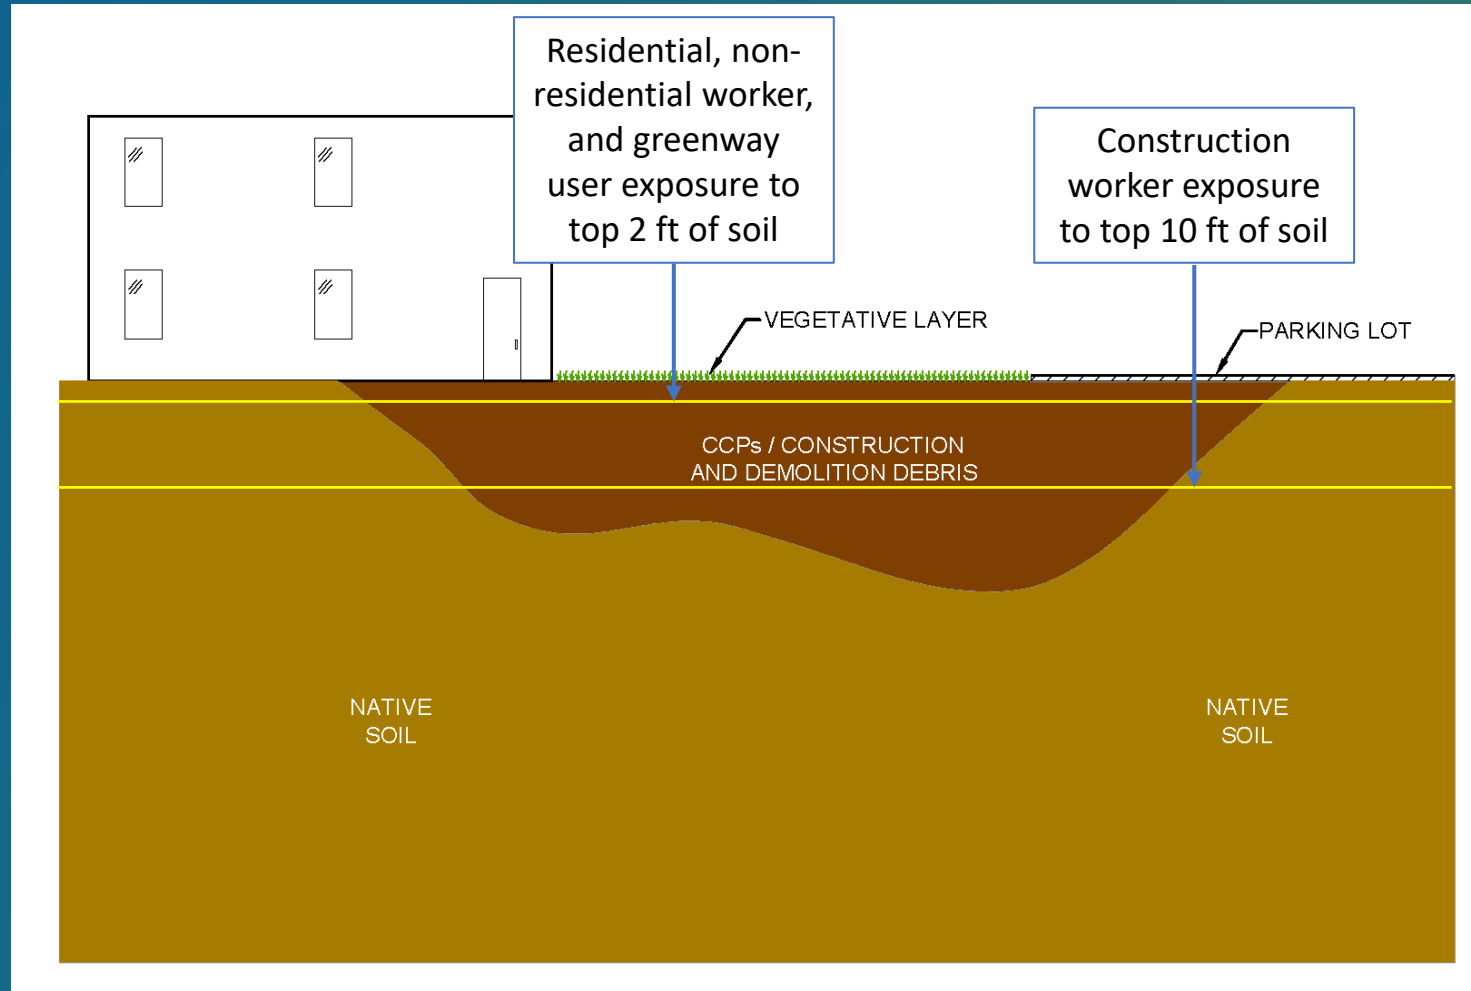 Residential, non-
residential worker,
and greenway
user exposure to
top 2 ft of soil
Construction
worker exposure
to top 10 ft of soil
VEGETATIVE LAYER
PARKING LOT
CCPs / CONSTRUCTION
AND DEMOLITION DEBRIS
NATIVE
SOIL
NATIVE
SOIL